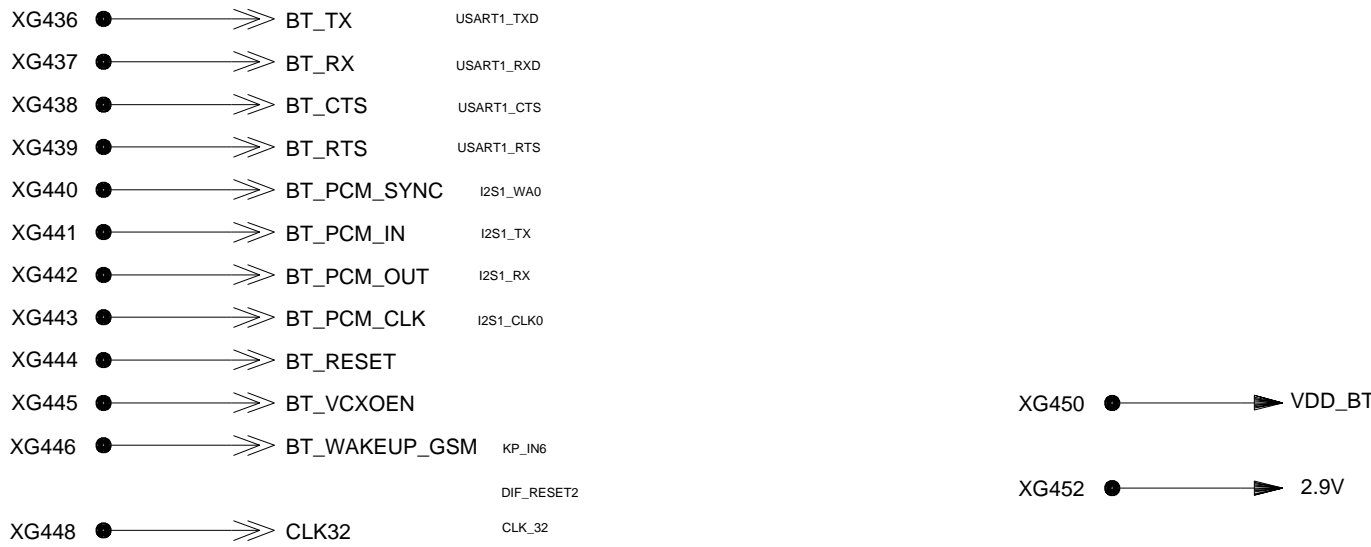 XG436 BT_TX USART1_TXD
XG437 BT_RX USART1_RXD
XG438 BT_CTS USART1_CTS
XG439 BT_RTS USART1_RTS
XG440 BT_PCM_SYNC I2S1_WA0
XG441 BT_PCM_IN I2S1_TX
XG442 BT_PCM_OUT I2S1_RX
XG443 BT_PCM_CLK I2S1_CLK0
XG444 BT_RESET
XG445 BT_VCXOEN XG450 VDD_BT
XG446 BT_WAKEUP_GSM KP_IN6
DIF_RESET2 XG452 2.9V
XG448 CLK32 CLK_32